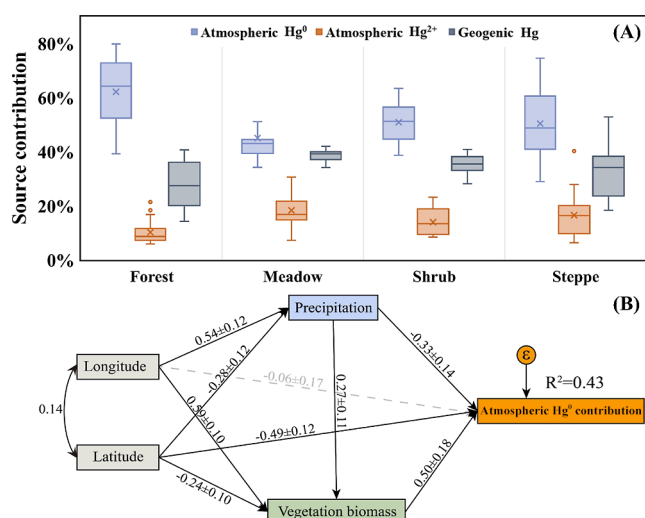 (A)
Atmospheric Hg⁰ Atmospheric Hg²⁺ Geogenic Hg
Source contribution
80%
60%
40%
20%
0%
Forest Meadow Shrub Steppe
(B)
Precipitation
0.54±0.12
-0.28±0.12
-0.33±0.14
ε
Longitude
-0.06±0.17
0.27±0.11
R²=0.43
0.14
0.59±0.10
-0.49±0.12
Atmospheric Hg⁰ contribution
Latitude
-0.24±0.10
0.50±0.18
Vegetation biomass